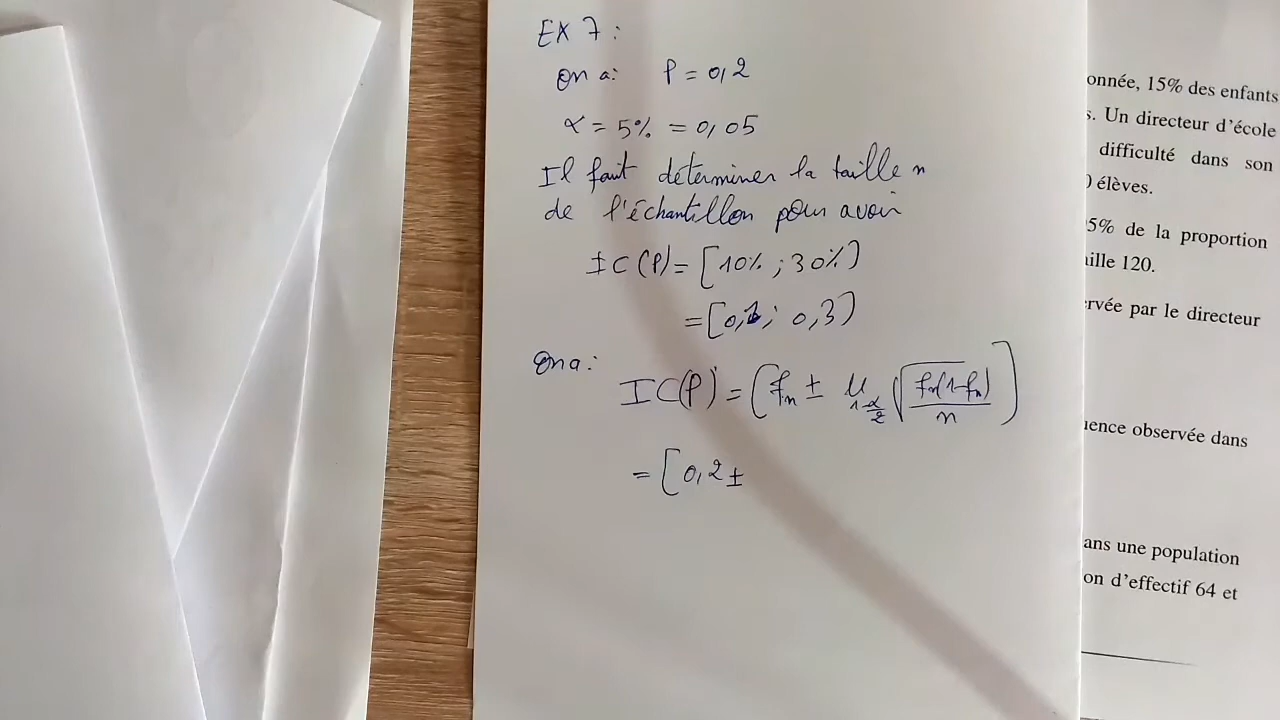 EX 7 :
On a: P = 0,2
α = 5% = 0,05
Il faut déterminer la taille n
de l'échantillon pour avoir
IC(P) = [10% ; 30%]
= [0,1 ; 0,3]
On a:
IC(P) = [fn ± u1-α/2 √(fn(1-fn)/n)]
= [0,2 ±
onnée, 15% des enfants
s. Un directeur d'école
difficulté dans son
0 élèves.
5% de la proportion
aille 120.
rvée par le directeur
uence observée dans
ans une population
on d'effectif 64 et